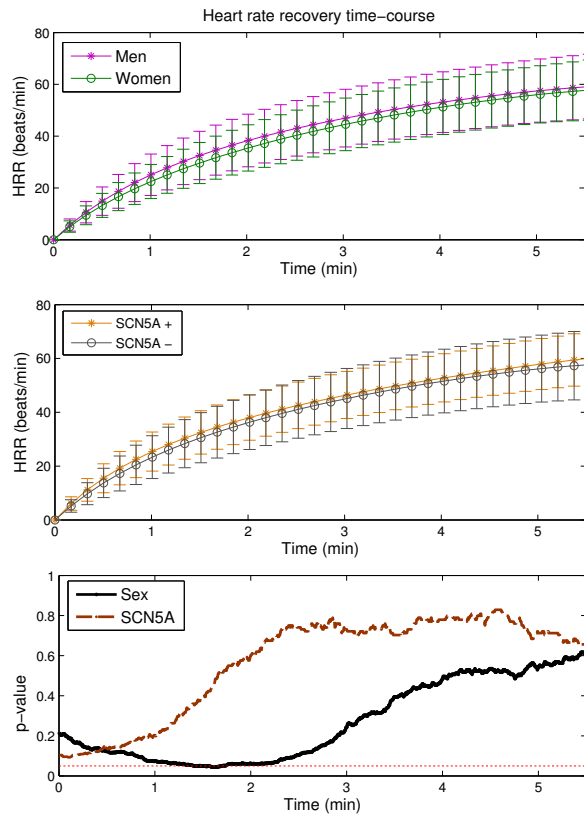 Heart rate recovery time−course
HRR (beats/min)
80
60
40
20
0
Men
Women
0 1 2 3 4 5
Time (min)
HRR (beats/min)
80
60
40
20
0
SCN5A +
SCN5A −
0 1 2 3 4 5
Time (min)
p−value
1
0.8
0.6
0.4
0.2
0
Sex
SCN5A
0 1 2 3 4 5
Time (min)